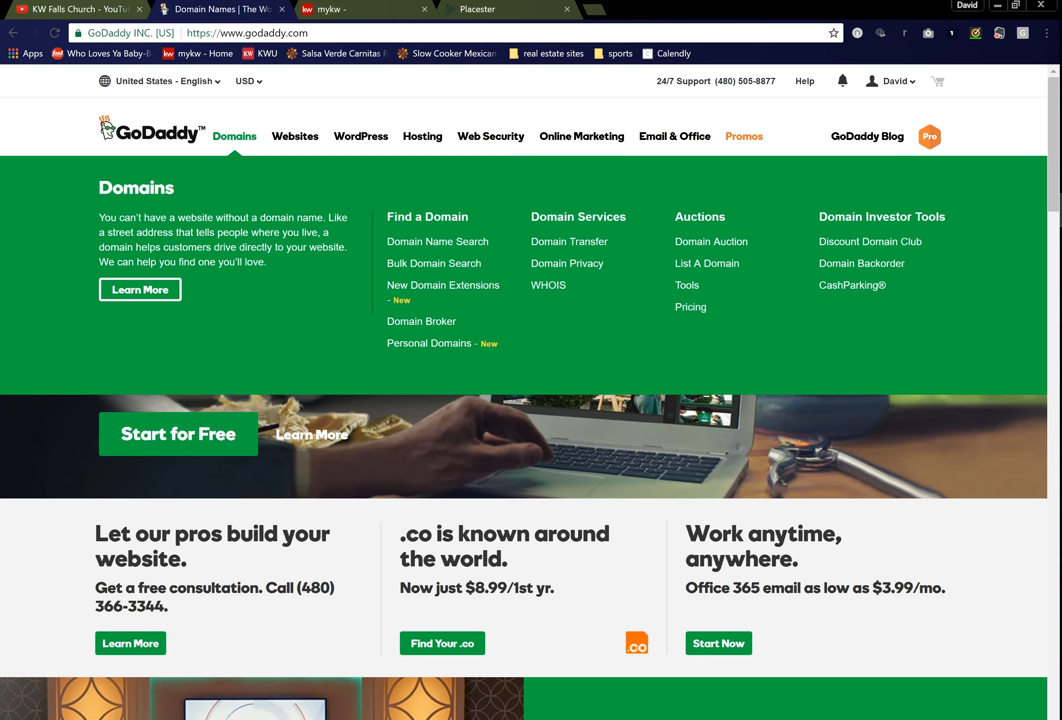 KW Falls Church - YouTu
Domain Names | The Wo
mykw -
Placester
David
GoDaddy INC. [US]
https://www.godaddy.com
Apps
Who Loves Ya Baby-B
mykw - Home
KWU
Salsa Verde Carnitas
Slow Cooker Mexican
real estate sites
sports
Calendly
United States - English
USD
24/7 Support (480) 505-8877
Help
David
GoDaddy™
Domains
Websites
WordPress
Hosting
Web Security
Online Marketing
Email & Office
Promos
GoDaddy Blog
Pro
Domains
You can't have a website without a domain name. Like
a street address that tells people where you live, a
domain helps customers drive directly to your website.
We can help you find one you'll love.
Learn More
Find a Domain
Domain Name Search
Bulk Domain Search
New Domain Extensions
- New
Domain Broker
Personal Domains - New
Domain Services
Domain Transfer
Domain Privacy
WHOIS
Auctions
Domain Auction
List A Domain
Tools
Pricing
Domain Investor Tools
Discount Domain Club
Domain Backorder
CashParking®
Start for Free
Learn More
Let our pros build your
website.
Get a free consultation. Call (480)
366-3344.
Learn More
.co is known around
the world.
Now just $8.99/1st yr.
Find Your .co
.co
Work anytime,
anywhere.
Office 365 email as low as $3.99/mo.
Start Now